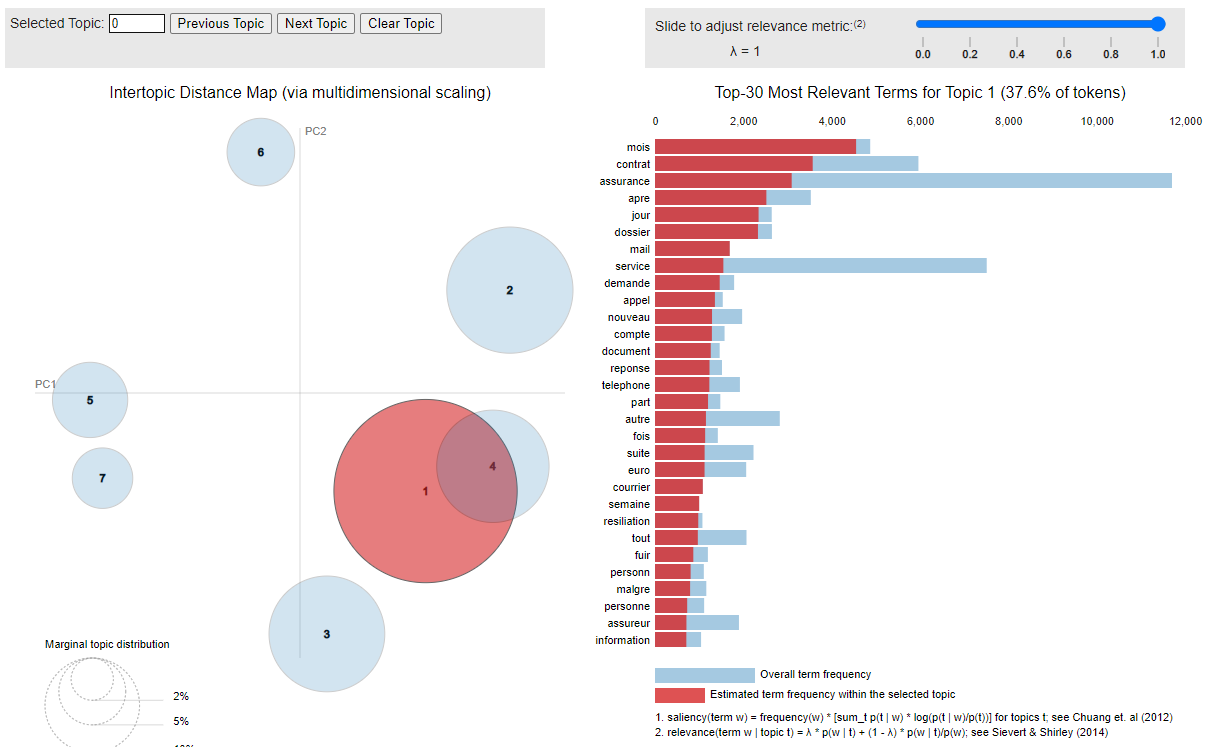 Selected Topic: 0 Previous Topic Next Topic Clear Topic
Slide to adjust relevance metric:(2)
λ = 1
0.0 0.2 0.4 0.6 0.8 1.0
Intertopic Distance Map (via multidimensional scaling)
PC2
PC1
6
2
5
7
4
1
3
Marginal topic distribution
2%
5%
Top-30 Most Relevant Terms for Topic 1 (37.6% of tokens)
0 2,000 4,000 6,000 8,000 10,000 12,000
mois
contrat
assurance
apre
jour
dossier
mail
service
demande
appel
nouveau
compte
document
reponse
telephone
part
autre
fois
suite
euro
courrier
semaine
resiliation
tout
fuir
personn
malgre
personne
assureur
information
Overall term frequency
Estimated term frequency within the selected topic
1. saliency(term w) = frequency(w) * [sum_t p(t | w) * log(p(t | w)/p(t))] for topics t; see Chuang et. al (2012)
2. relevance(term w | topic t) = λ * p(w | t) + (1 - λ) * p(w | t)/p(w); see Sievert & Shirley (2014)